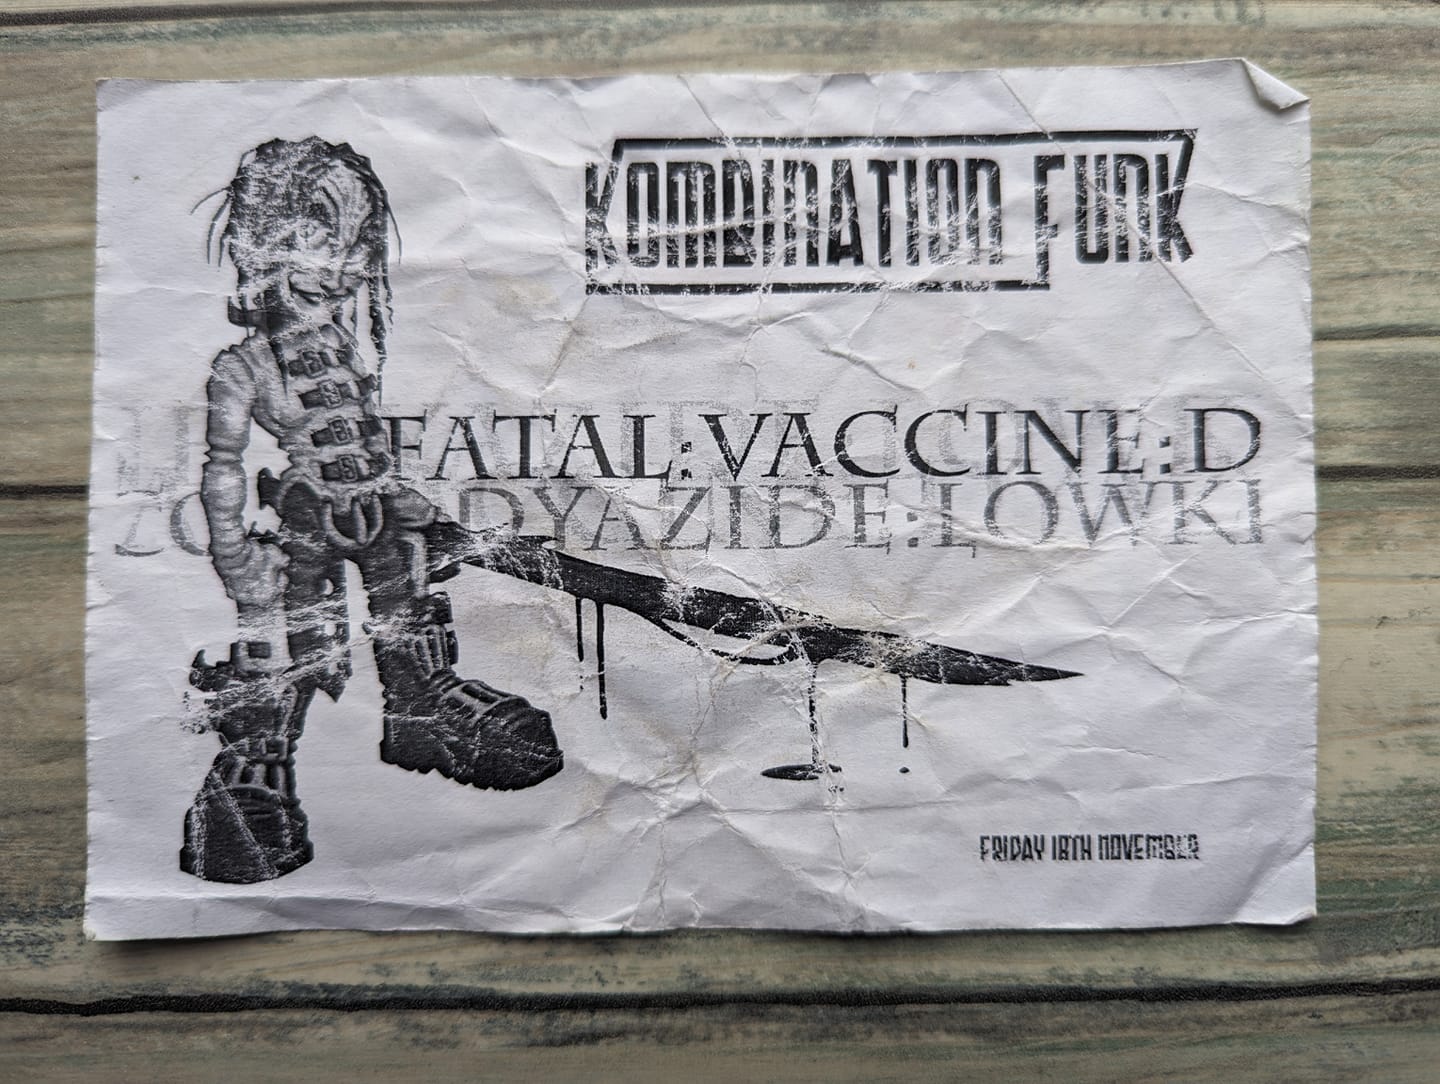 KOMBINATION FUNK
FATAL:VACCINE:D
DYAZIDE:LOWKI
FRIDAY 18TH NOVEMBER